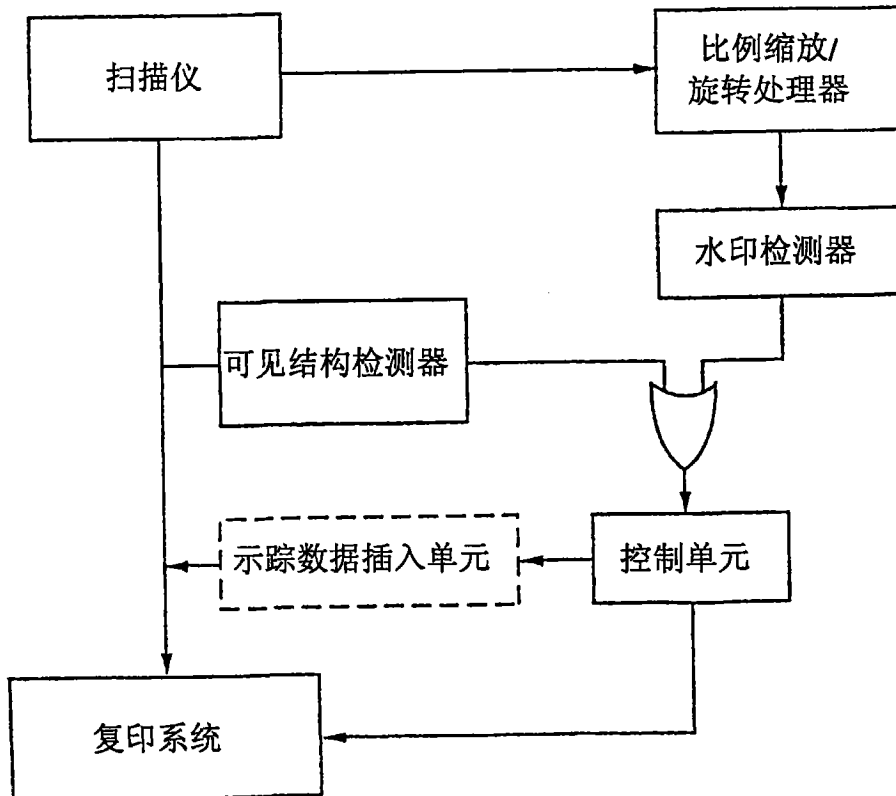 扫描仪
比例缩放/
旋转处理器
水印检测器
可见结构检测器
示踪数据插入单元
控制单元
复印系统